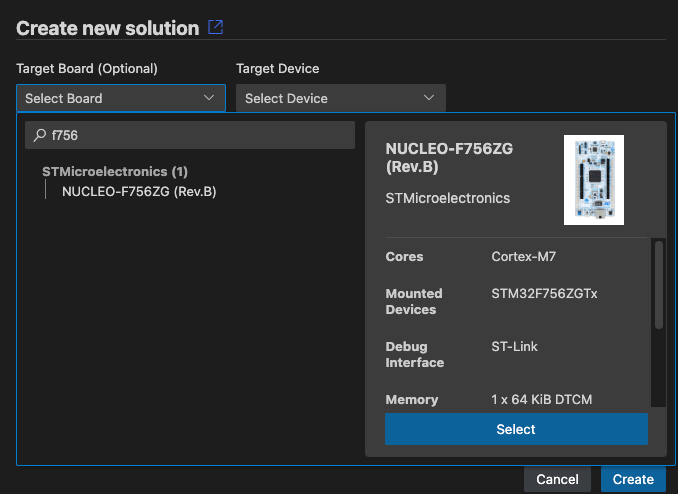 Create new solution
Target Board (Optional)
Target Device
Select Board
Select Device
f756
STMicroelectronics (1)
NUCLEO-F756ZG (Rev.B)
NUCLEO-F756ZG
(Rev.B)
STMicroelectronics
Cores
Cortex-M7
Mounted
Devices
STM32F756ZGTx
Debug
Interface
ST-Link
Memory
1 x 64 KiB DTCM
Select
Cancel
Create